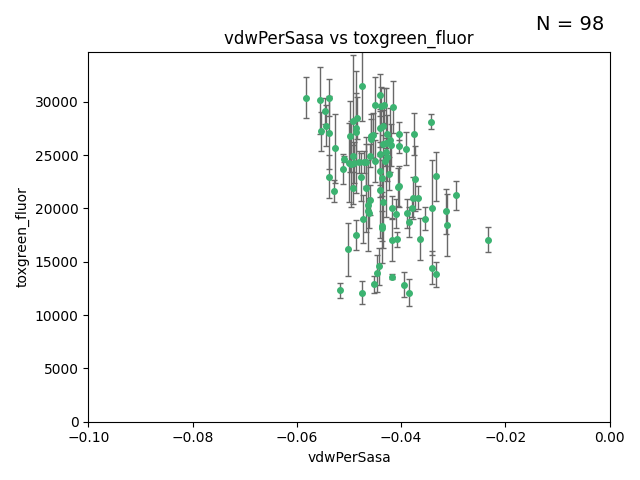 N = 98
vdwPerSasa vs toxgreen_fluor
30000
25000
20000
15000
10000
5000
0
toxgreen_fluor
−0.10 −0.08 −0.06 −0.04 −0.02 0.00
vdwPerSasa